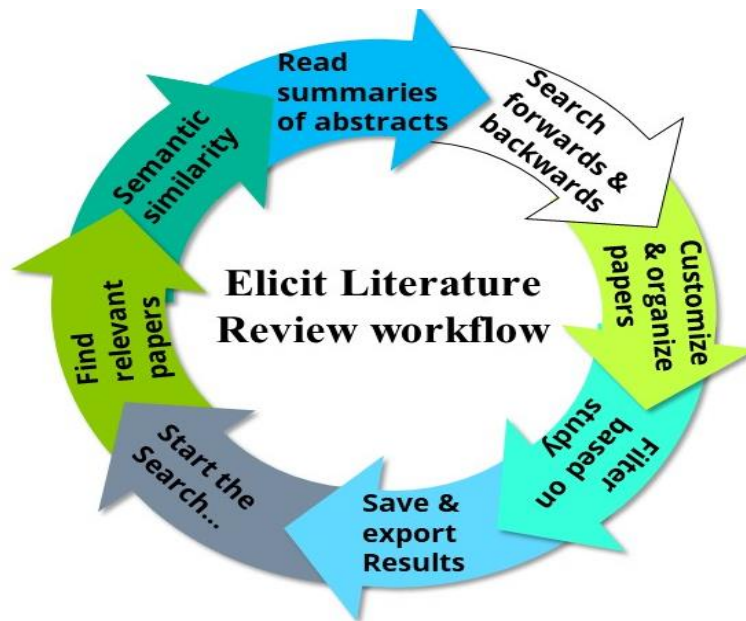 Read
summaries
of abstracts
Search
forwards &
backwards
Customize
& organize
papers
Filter
based on
study
Save &
export
Results
Start the
Search...
Find
relevant
papers
Semantic
similarity
Elicit Literature
Review workflow